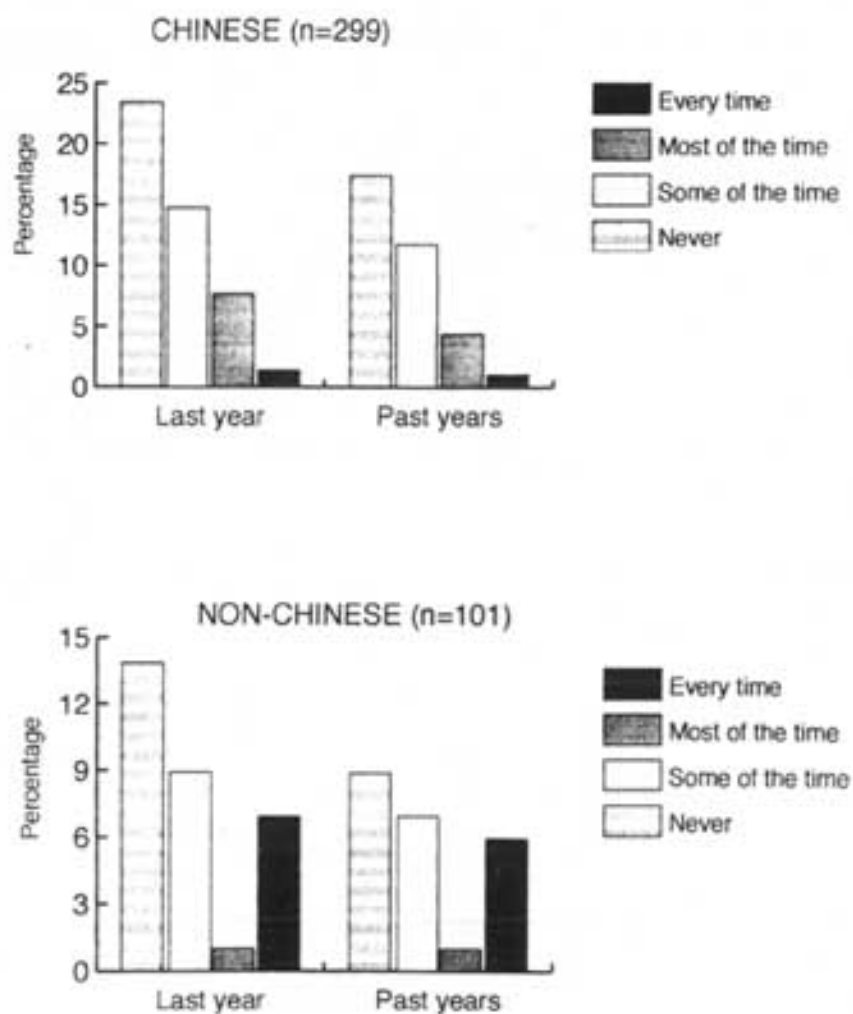 CHINESE (n=299)
25
20
15
10
5
0
Percentage
Last year
Past years
Every time
Most of the time
Some of the time
Never
NON-CHINESE (n=101)
15
12
9
6
3
0
Percentage
Last year
Past years
Every time
Most of the time
Some of the time
Never